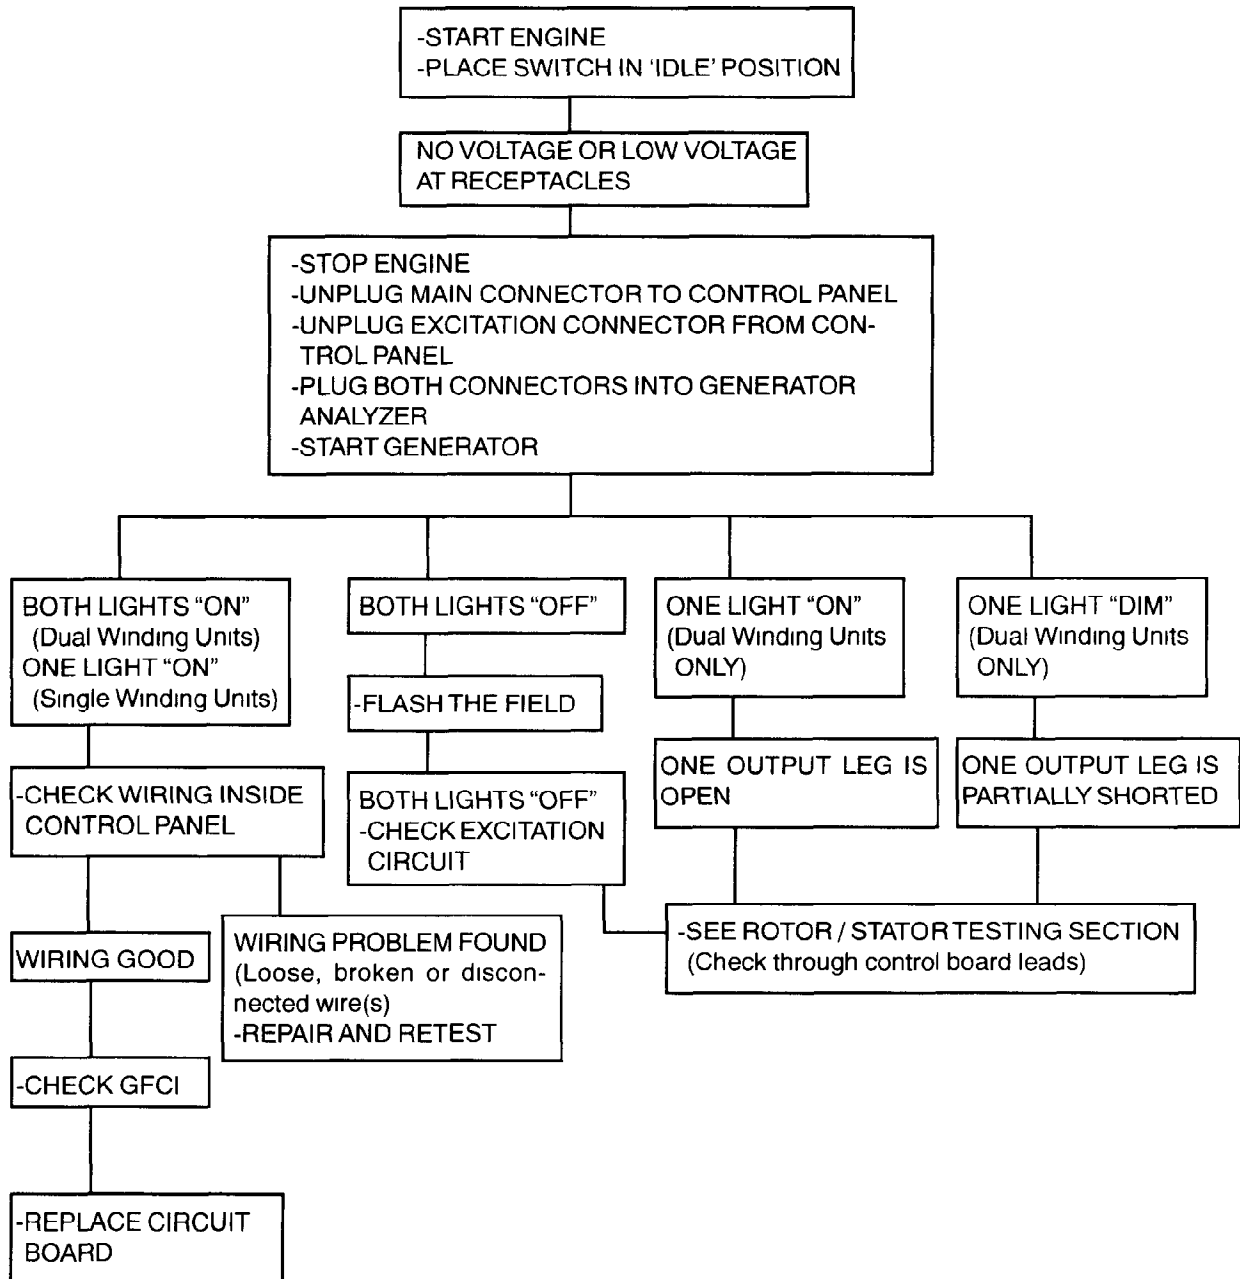 -START ENGINE
-PLACE SWITCH IN 'IDLE' POSITION
NO VOLTAGE OR LOW VOLTAGE
AT RECEPTACLES
-STOP ENGINE
-UNPLUG MAIN CONNECTOR TO CONTROL PANEL
-UNPLUG EXCITATION CONNECTOR FROM CON-
TROL PANEL
-PLUG BOTH CONNECTORS INTO GENERATOR
ANALYZER
-START GENERATOR
BOTH LIGHTS “ON”
(Dual Winding Units)
ONE LIGHT “ON”
(Single Winding Units)
-CHECK WIRING INSIDE
CONTROL PANEL
WIRING GOOD
-CHECK GFCI
-REPLACE CIRCUIT
BOARD
WIRING PROBLEM FOUND
(Loose, broken or discon-
nected wire(s)
-REPAIR AND RETEST
BOTH LIGHTS “OFF”
-FLASH THE FIELD
BOTH LIGHTS “OFF”
-CHECK EXCITATION
CIRCUIT
ONE LIGHT “ON”
(Dual Winding Units
ONLY)
ONE OUTPUT LEG IS
OPEN
ONE LIGHT “DIM”
(Dual Winding Units
ONLY)
ONE OUTPUT LEG IS
PARTIALLY SHORTED
-SEE ROTOR / STATOR TESTING SECTION
(Check through control board leads)